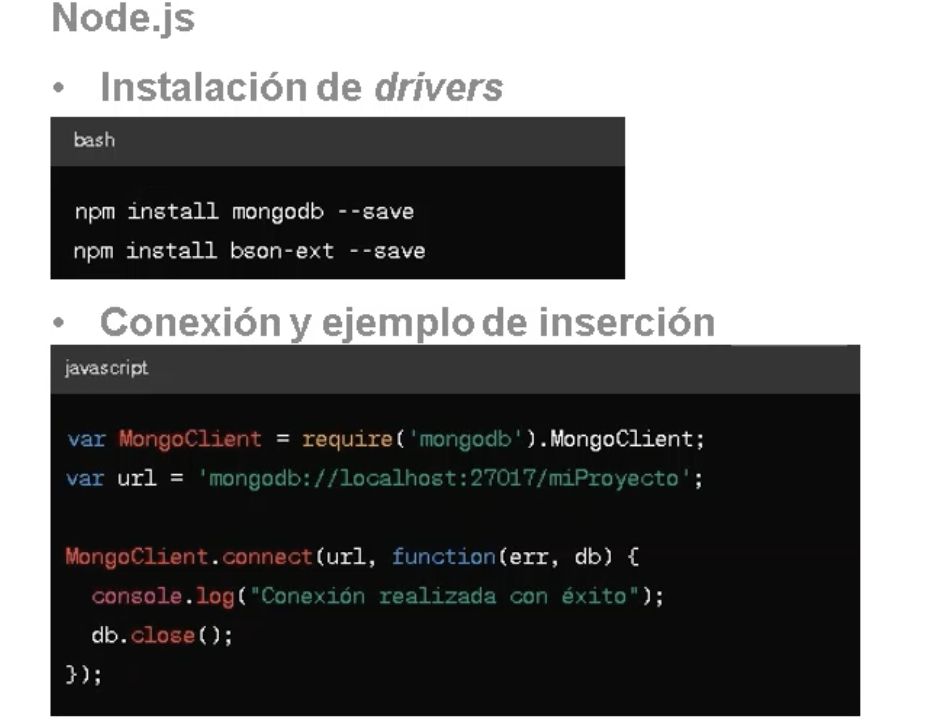 Node.js
• Instalación de drivers
bash
npm install mongodb --save
npm install bson-ext --save
• Conexión y ejemplo de inserción
javascript
var MongoClient = require('mongodb').MongoClient;
var url = 'mongodb://localhost:27017/miProyecto';
MongoClient.connect(url, function(err, db) {
  console.log("Conexión realizada con éxito");
  db.close();
});